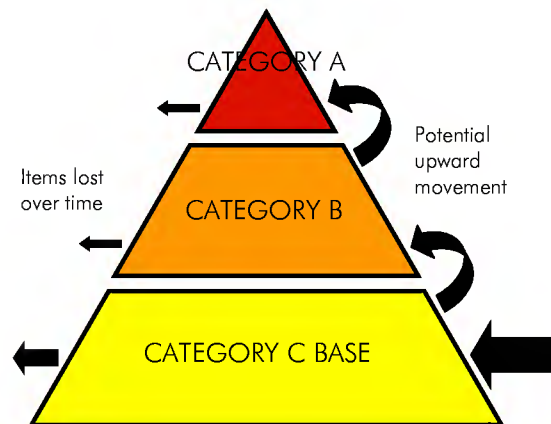 CATEGORY A
Potential
upward
movement
Items lost
over time
CATEGORY B
CATEGORY C BASE